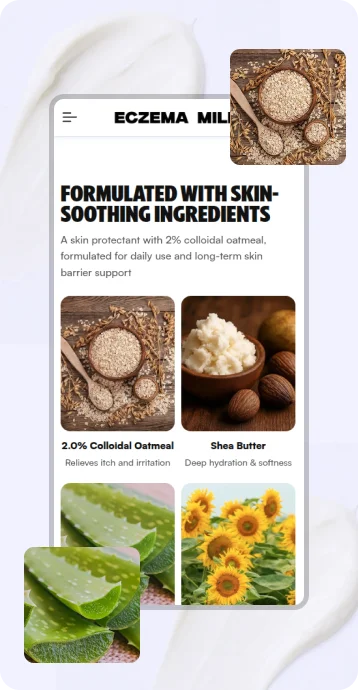 ECZEMA
FORMULATED WITH SKIN-
SOOTHING INGREDIENTS
A skin protectant with 2% colloidal oatmeal,
formulated for daily use and long-term skin
barrier support
2.0% Colloidal Oatmeal
Relieves itch and irritation
Shea Butter
Deep hydration & softness